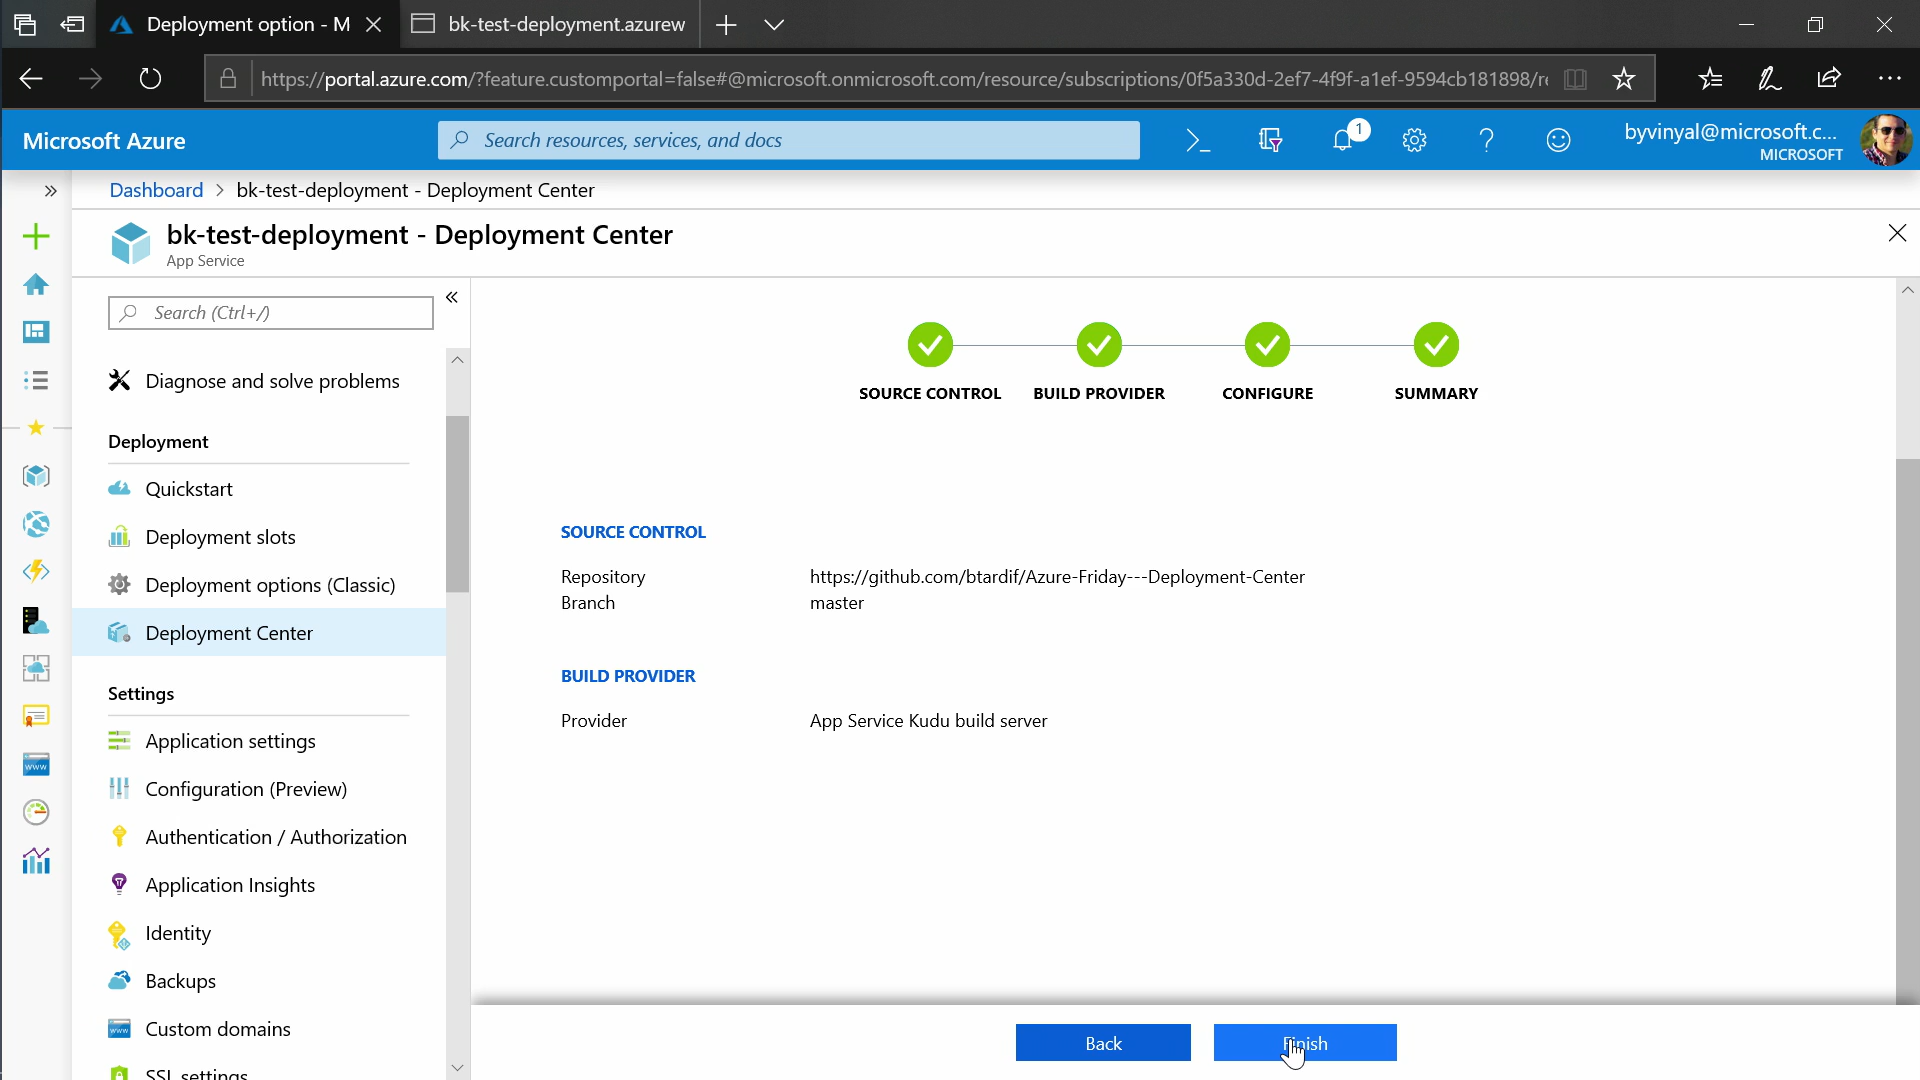 Deployment option - M
bk-test-deployment.azurew
https://portal.azure.com/?feature.customportal=false#@microsoft.onmicrosoft.com/resource/subscriptions/0f5a330d-2ef7-4f9f-a1ef-9594cb181898/re
Microsoft Azure
Search resources, services, and docs
1
byvinyal@microsoft.c...
MICROSOFT
Dashboard > bk-test-deployment - Deployment Center
bk-test-deployment - Deployment Center
App Service
Search (Ctrl+/)
Diagnose and solve problems
Deployment
Quickstart
Deployment slots
Deployment options (Classic)
Deployment Center
Settings
Application settings
Configuration (Preview)
Authentication / Authorization
Application Insights
Identity
Backups
www
Custom domains
SSL settings
www
SOURCE CONTROL
BUILD PROVIDER
CONFIGURE
SUMMARY
SOURCE CONTROL
Repository https://github.com/btardif/Azure-Friday---Deployment-Center
Branch master
BUILD PROVIDER
Provider App Service Kudu build server
Back
Finish